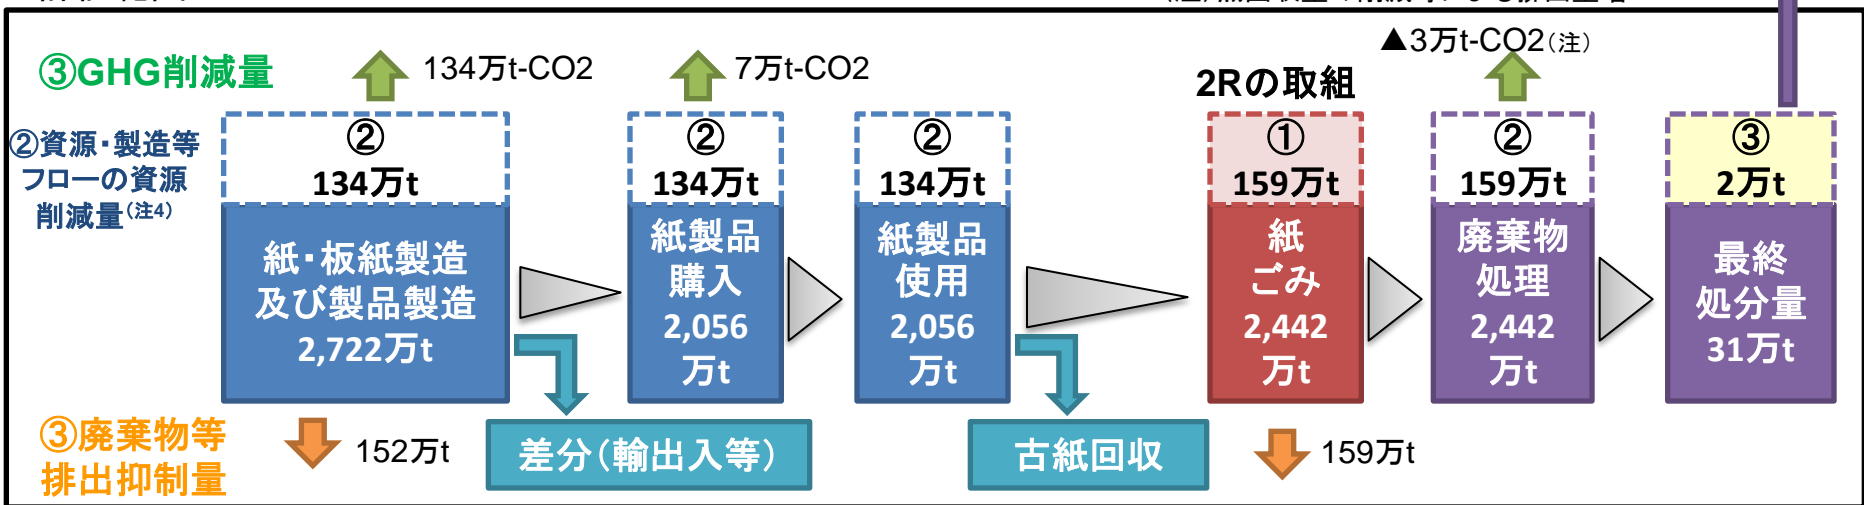 ③GHG削減量
134万t-CO2
7万t-CO2
▲3万t-CO2(注)
2Rの取組
②資源・製造等
フローの資源
削減量(注4)
②
134万t
紙・板紙製造
及び製品製造
2,722万t
②
134万t
紙製品
購入
2,056
万t
②
134万t
紙製品
使用
2,056
万t
①
159万t
紙
ごみ
2,442
万t
②
159万t
廃棄物
処理
2,442
万t
③
2万t
最終
処分量
31万t
③廃棄物等
排出抑制量
152万t
差分(輸出入等)
古紙回収
159万t